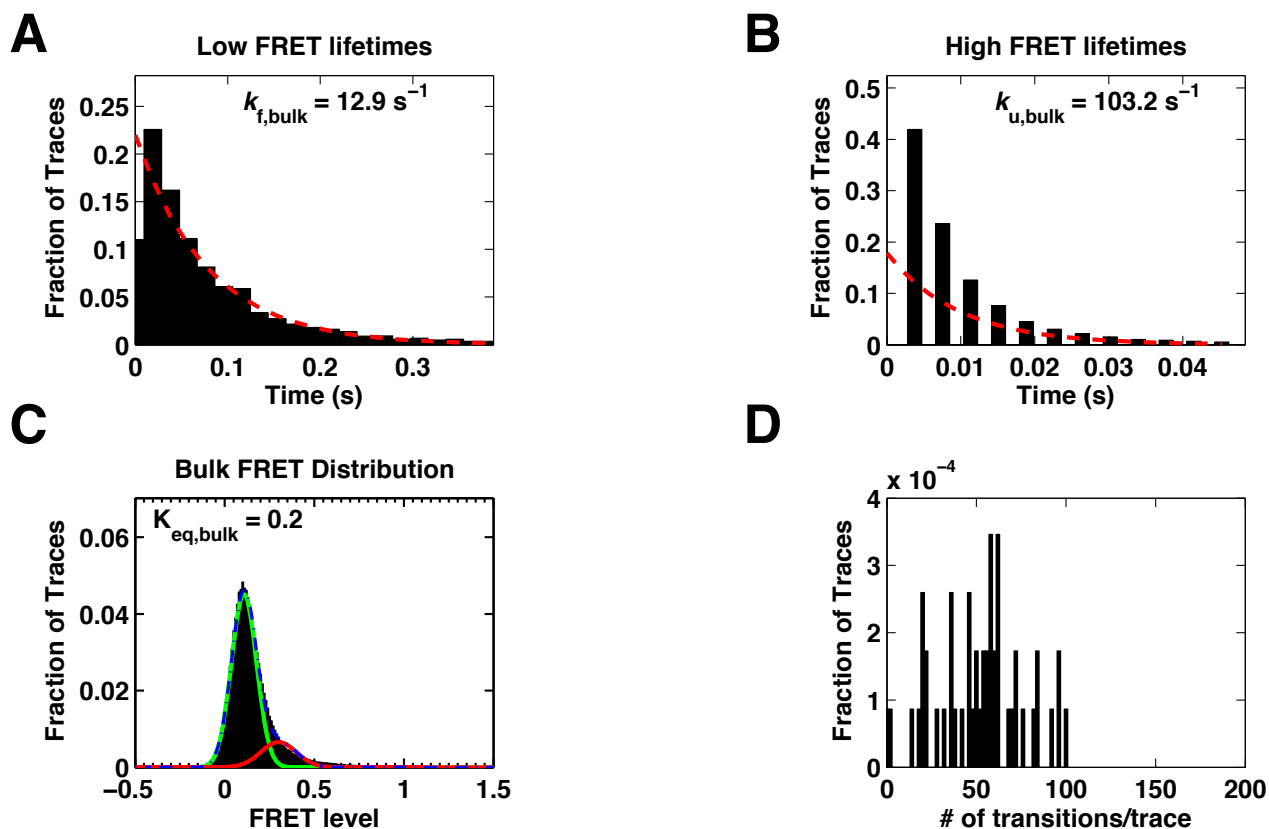 A
Low FRET lifetimes
k_f,bulk = 12.9 s⁻¹
Fraction of Traces
0.25
0.2
0.15
0.1
0.05
0
0 0.1 0.2 0.3
Time (s)
B
High FRET lifetimes
k_u,bulk = 103.2 s⁻¹
Fraction of Traces
0.5
0.4
0.3
0.2
0.1
0
0 0.01 0.02 0.03 0.04
Time (s)
C
Bulk FRET Distribution
K_eq,bulk = 0.2
Fraction of Traces
0.06
0.04
0.02
0
−0.5 0 0.5 1.0 1.5
FRET level
D
x 10⁻⁴
Fraction of Traces
4
3
2
1
0
0 50 100 150 200
# of transitions/trace